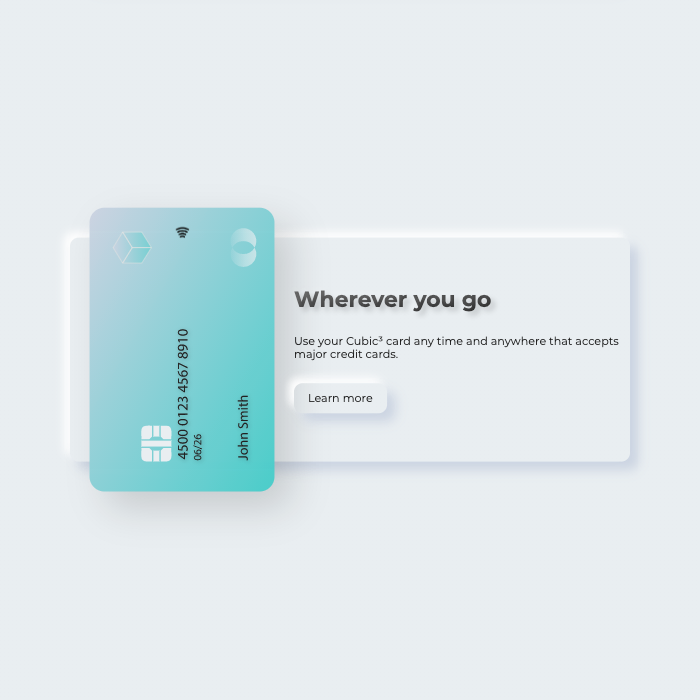 4500 0123 4567 8910
06/26
John Smith
Wherever you go
Use your Cubic³ card any time and anywhere that accepts
major credit cards.
Learn more